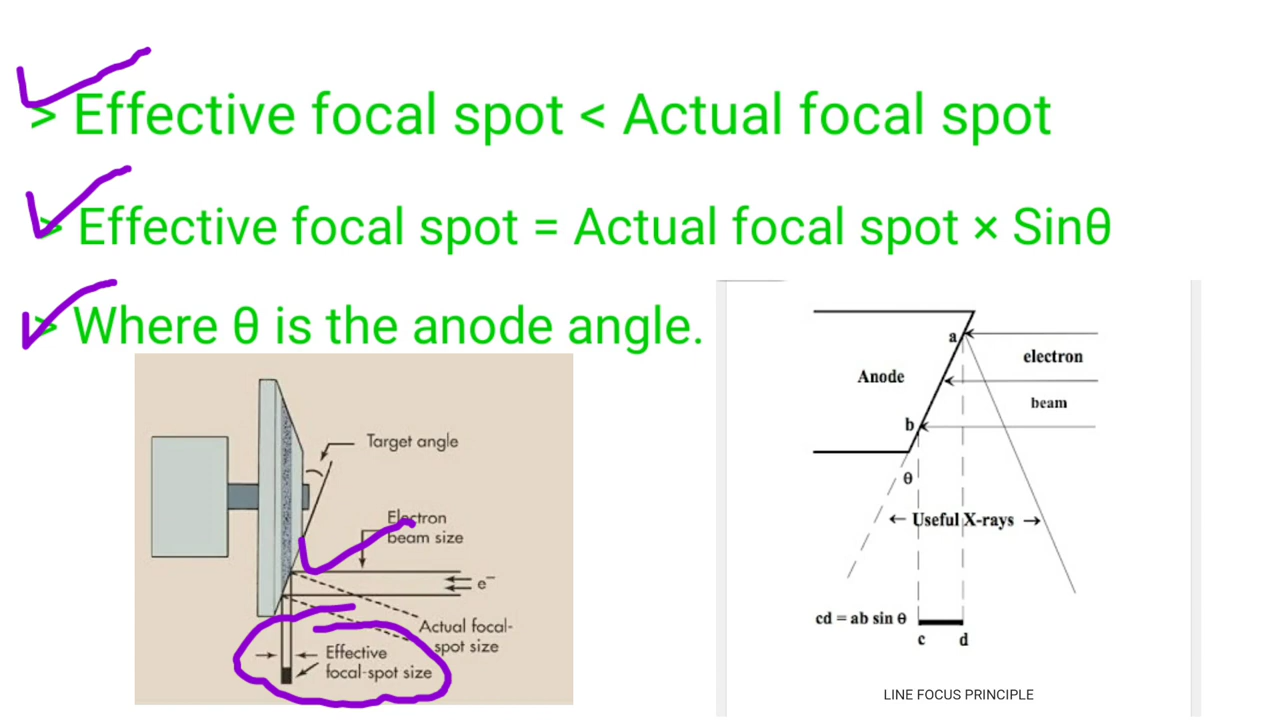 > Effective focal spot < Actual focal spot
> Effective focal spot = Actual focal spot × Sinθ
> Where θ is the anode angle.
Target angle
Electron
beam size
e⁻
Actual focal-
spot size
Effective
focal-spot size
a
electron
Anode
beam
b
θ
← Useful X-rays →
cd = ab sin θ
c d
LINE FOCUS PRINCIPLE